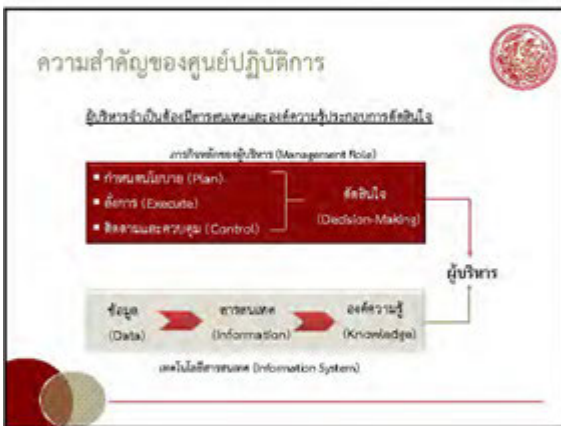 ความสำคัญของศูนย์ปฏิบัติการ
ผู้บริหารจำเป็นต้องมีสารสนเทศและองค์ความรู้ประกอบการตัดสินใจ
ภารกิจหลักของผู้บริหาร (Management Role)
▪ กำหนดนโยบาย (Plan)
▪ สั่งการ (Execute)
▪ ติดตามและควบคุม (Control)
ตัดสินใจ
(Decision-Making)
ผู้บริหาร
ข้อมูล
(Data)
สารสนเทศ
(Information)
องค์ความรู้
(Knowledge)
เทคโนโลยีสารสนเทศ (Information System)